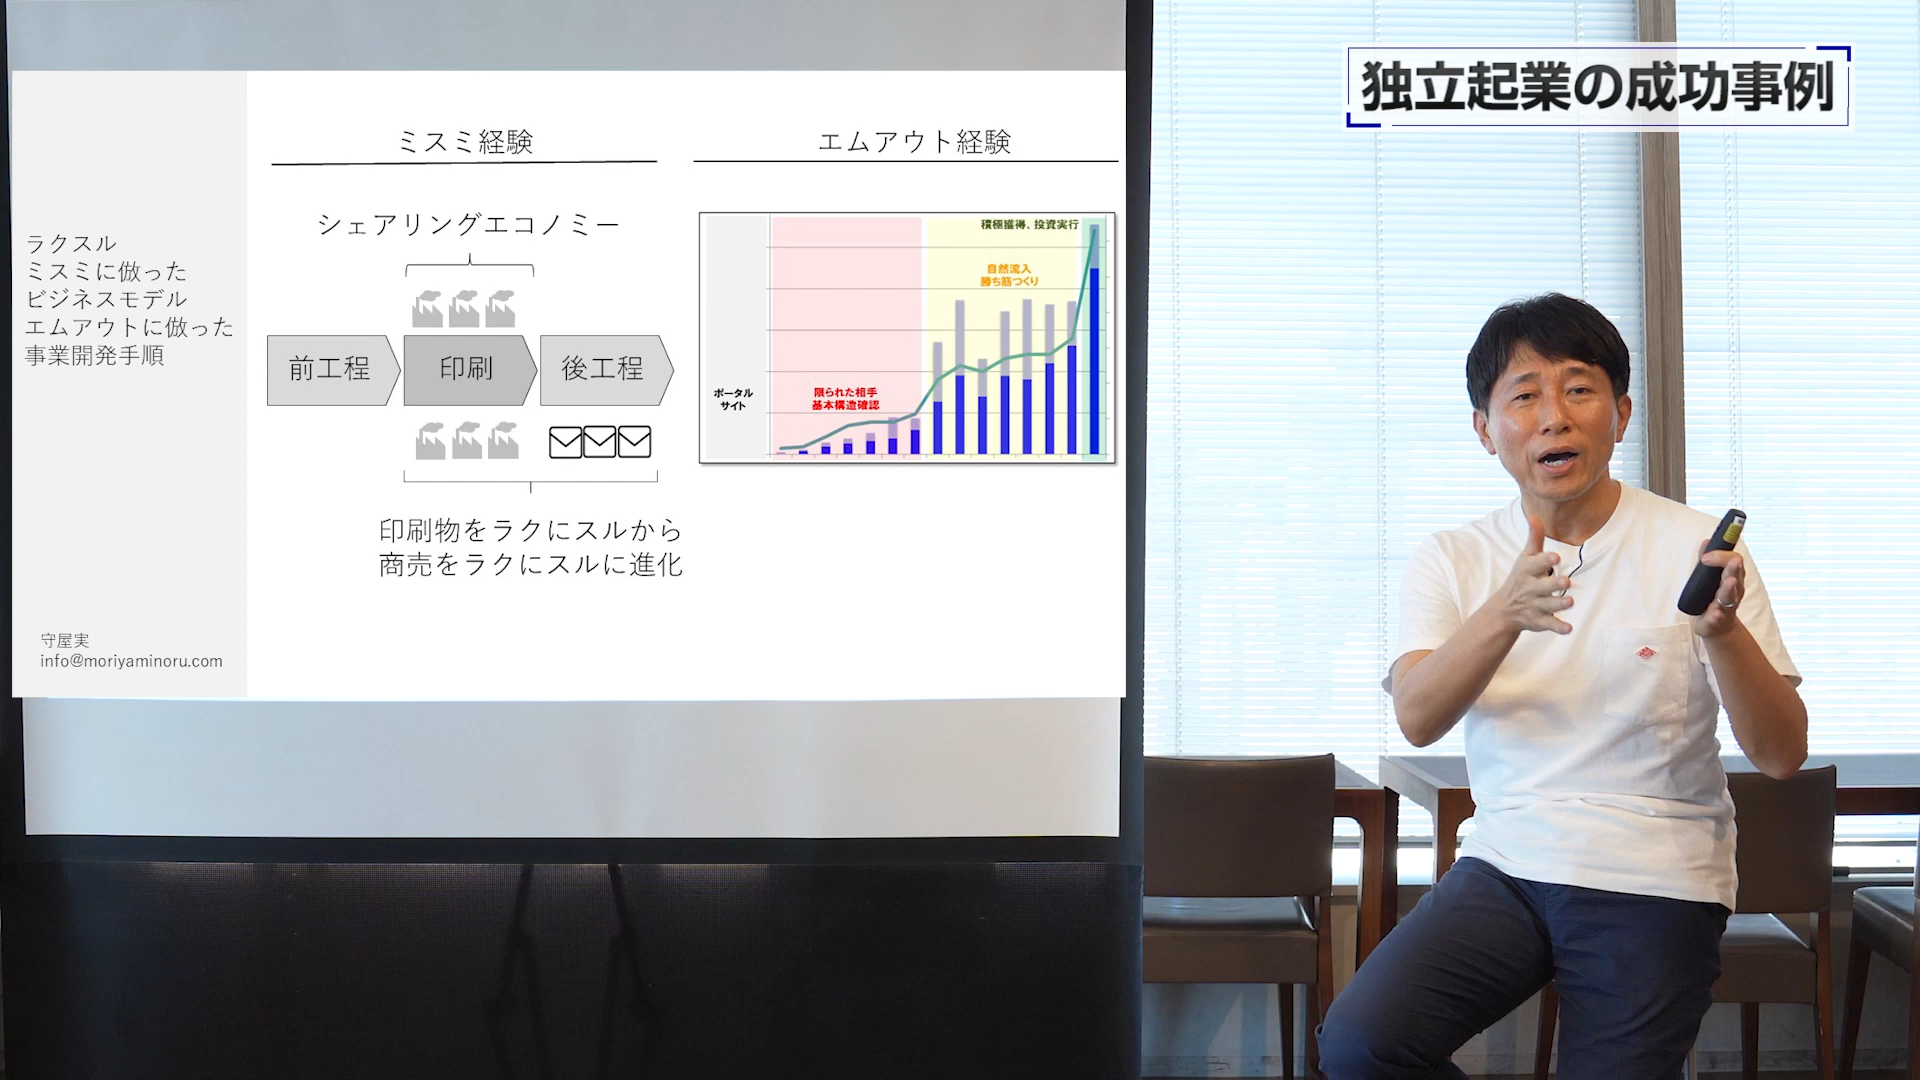 独立起業の成功事例
ラクスル
ミスミに倣った
ビジネスモデル
エムアウトに倣った
事業開発手順
守屋実
info@moriyaminoru.com
ミスミ経験
シェアリングエコノミー
前工程
印刷
後工程
印刷物をラクにスルから
商売をラクにスルに進化
エムアウト経験
積極獲得、投資実行
自然流入
勝ち筋つくり
限られた相手
基本構造確認
ポータル
サイト